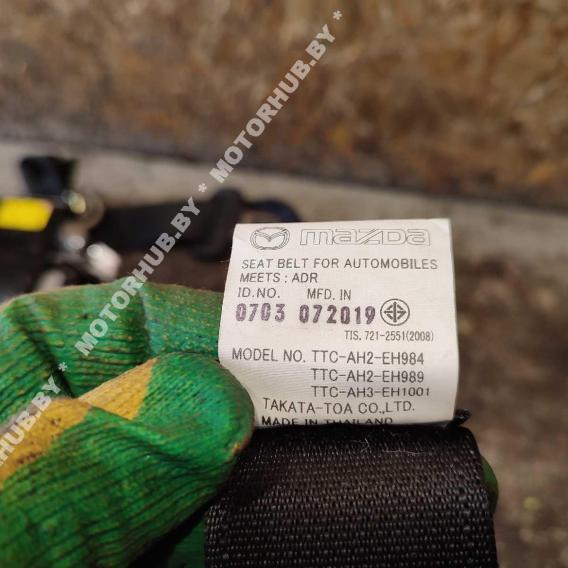 mazda
SEAT BELT FOR AUTOMOBILES
MEETS : ADR
ID.NO. MFD. IN
0703 072019
TIS. 721-2551(2008)
MODEL NO. TTC-AH2-EH984
TTC-AH2-EH989
TTC-AH3-EH1001
TAKATA-TOA CO.,LTD.
MADE IN THAILAND
* MOTORHUB.BY * MOTORHUB.BY * MOTORHUB.BY